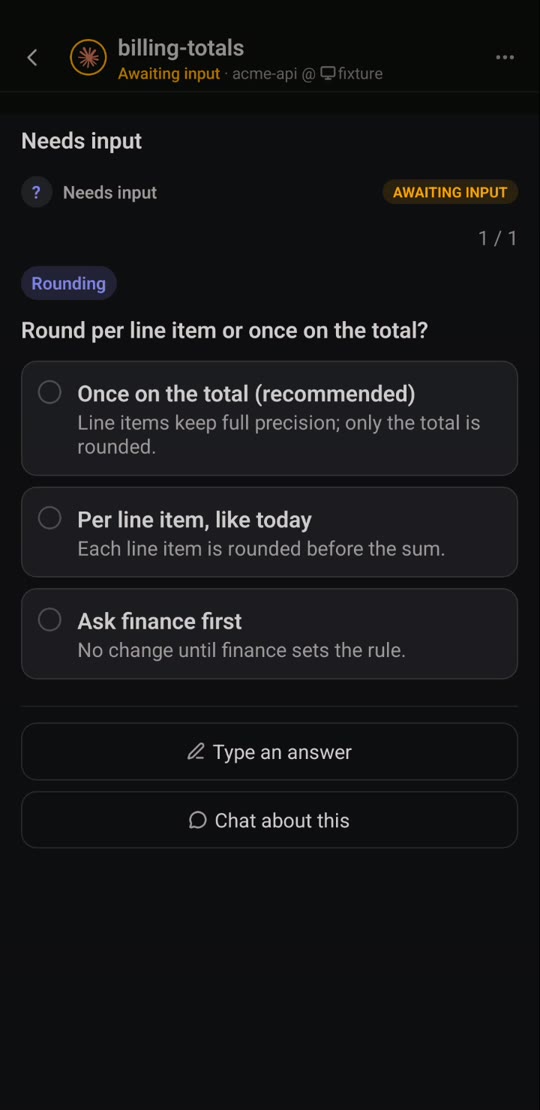 billing-totals
Awaiting input · acme-api @ fixture
Needs input
? Needs input
AWAITING INPUT
1 / 1
Rounding
Round per line item or once on the total?
Once on the total (recommended)
Line items keep full precision; only the total is
rounded.
Per line item, like today
Each line item is rounded before the sum.
Ask finance first
No change until finance sets the rule.
Type an answer
Chat about this